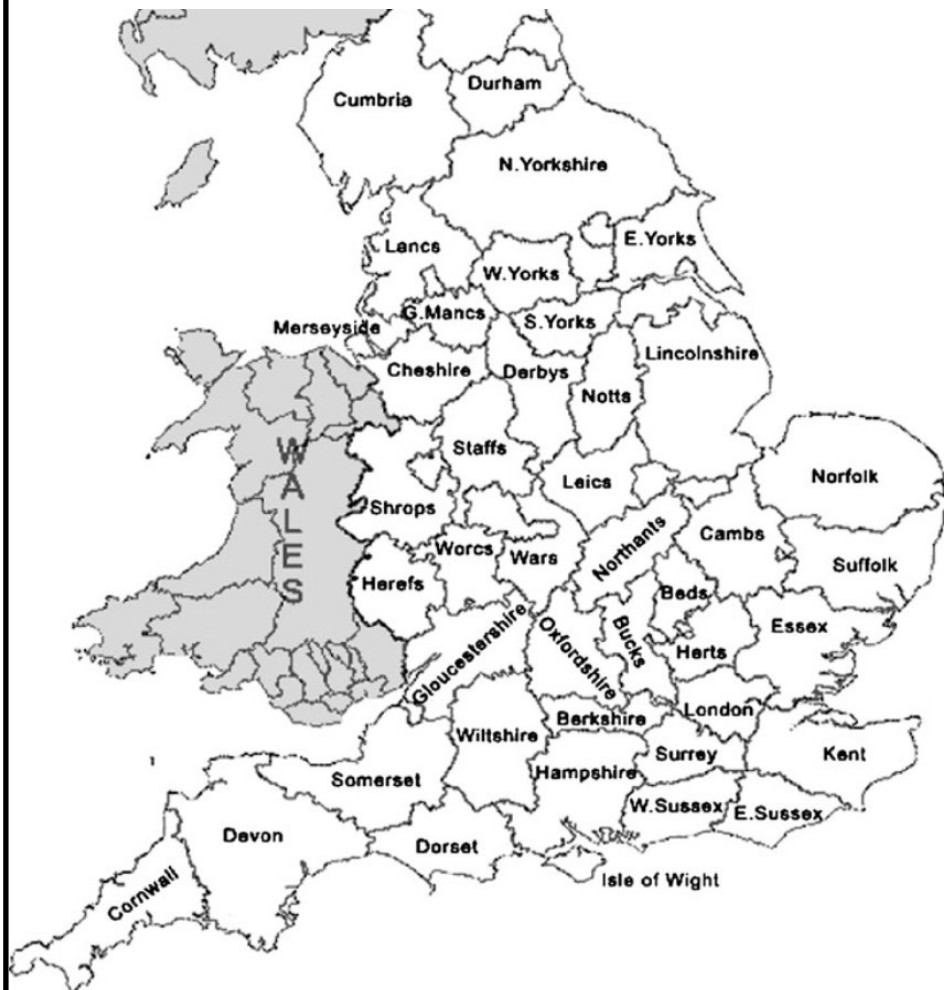 Durham
Cumbria
N.Yorkshire
E.Yorks
Lancs
W.Yorks
G.Mancs
S.Yorks
Merseyside
Lincolnshire
Cheshire
Derbys
Notts
Staffs
WALES
Leics
Norfolk
Shrops
Northants
Cambs
Worcs
Wars
Suffolk
Herefs
Beds
Essex
Gloucestershire
Oxfordshire
Bucks
Herts
London
Berkshire
Wiltshire
Surrey
Kent
Somerset
Hampshire
W.Sussex
E.Sussex
Devon
Dorset
Isle of Wight
Cornwall